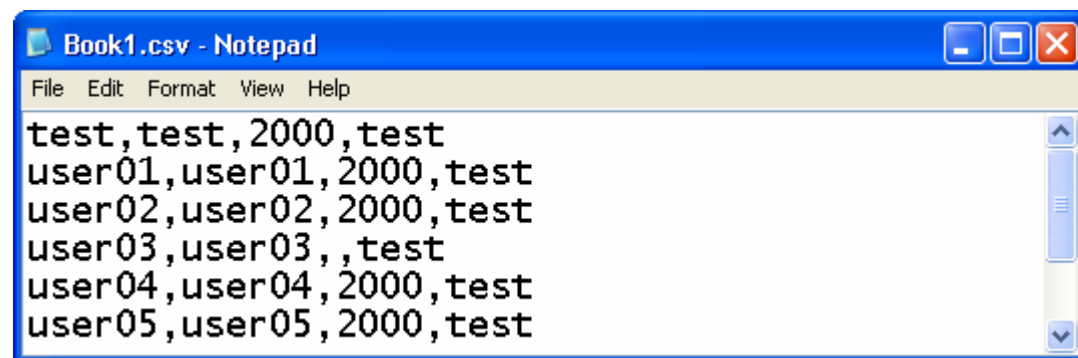 Book1.csv - Notepad
File Edit Format View Help
test,test,2000,test
user01,user01,2000,test
user02,user02,2000,test
user03,user03,,test
user04,user04,2000,test
user05,user05,2000,test